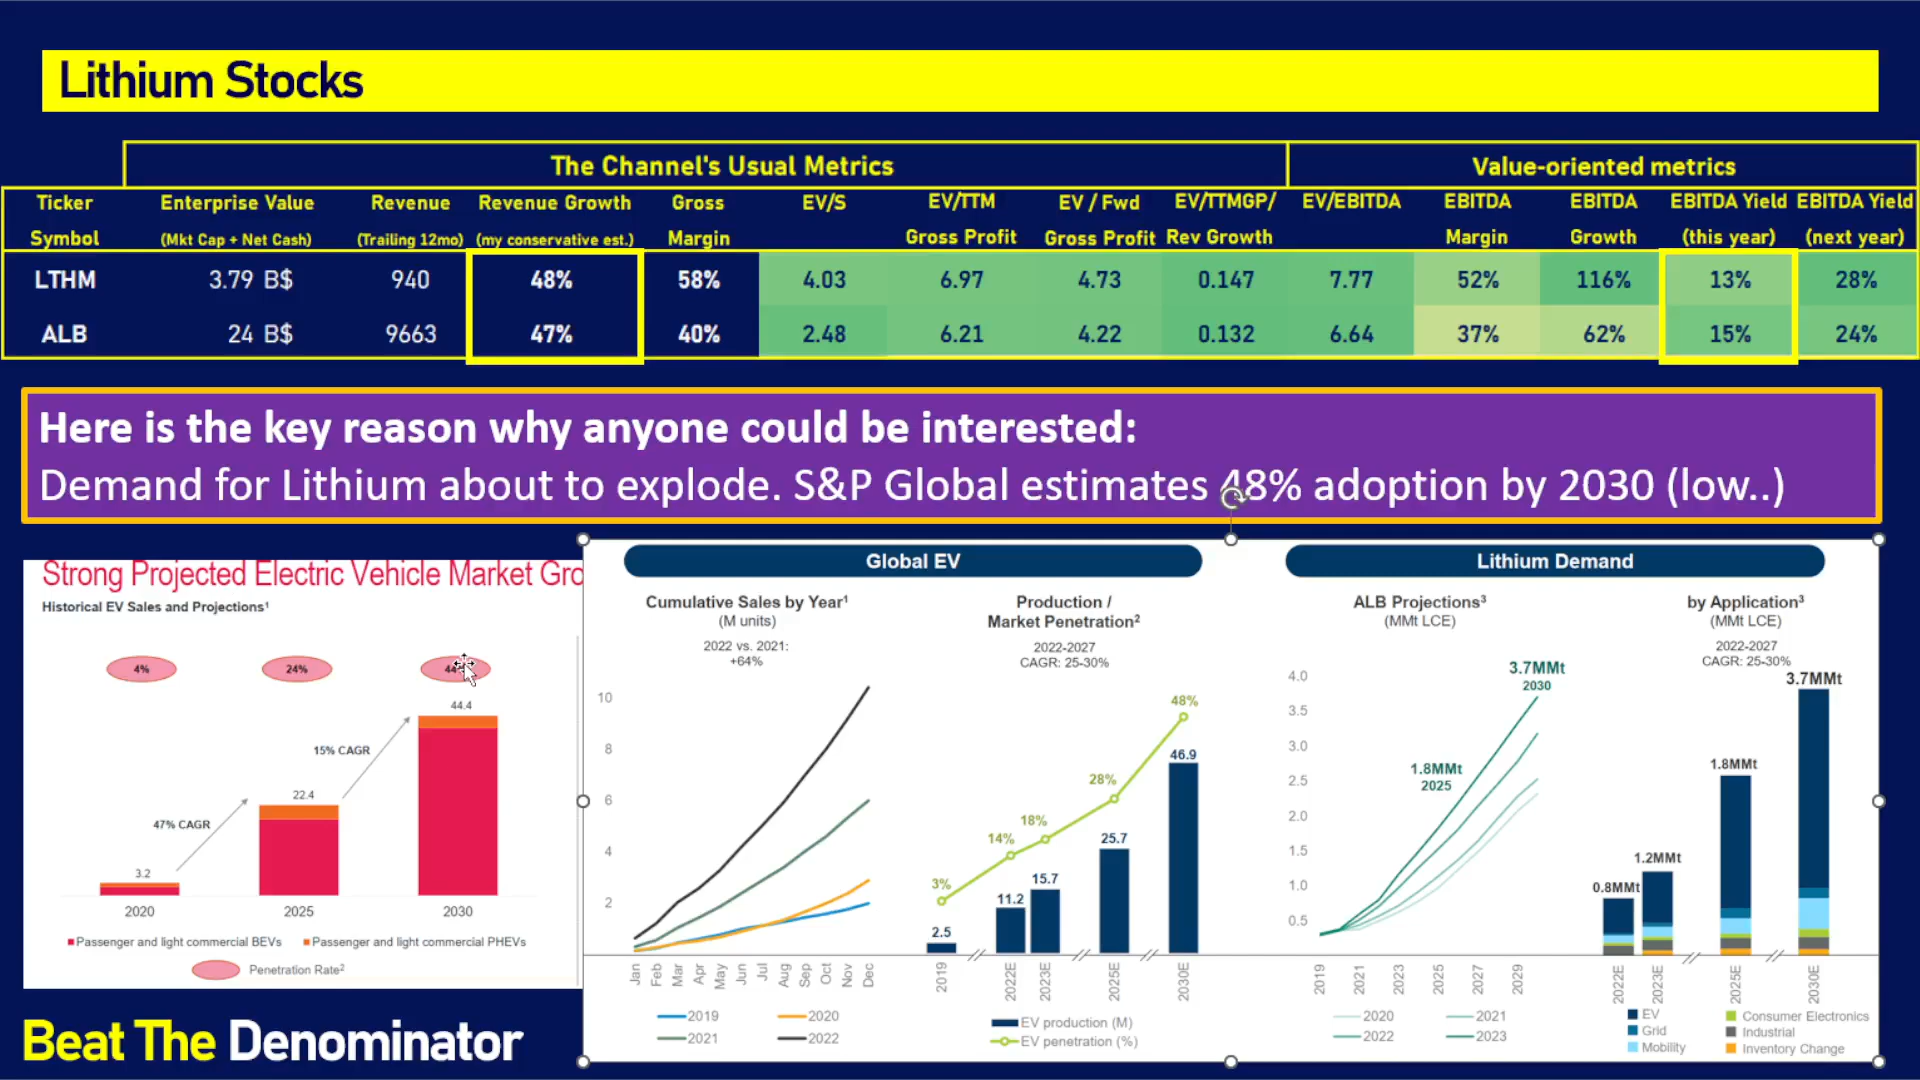 Lithium Stocks
The Channel's Usual Metrics
Value-oriented metrics
Ticker Symbol
Enterprise Value (Mkt Cap + Net Cash)
Revenue (Trailing 12mo)
Revenue Growth (my conservative est.)
Gross Margin
EV/S
EV/TTM Gross Profit
EV / Fwd Gross Profit
EV/TTMGP/ Rev Growth
EV/EBITDA
EBITDA Margin
EBITDA Growth
EBITDA Yield (this year)
EBITDA Yield (next year)
LTHM 3.79 B$ 940 48% 58% 4.03 6.97 4.73 0.147 7.77 52% 116% 13% 28%
ALB 24 B$ 9663 47% 40% 2.48 6.21 4.22 0.132 6.64 37% 62% 15% 24%
Here is the key reason why anyone could be interested:
Demand for Lithium about to explode. S&P Global estimates 48% adoption by 2030 (low..)
Strong Projected Electric Vehicle Market Gro
Historical EV Sales and Projections¹
4% 24%
44.4
15% CAGR
22.4
47% CAGR
3.2
2020 2025 2030
Passenger and light commercial BEVs Passenger and light commercial PHEVs
Penetration Rate²
Global EV
Cumulative Sales by Year¹
(M units)
2022 vs. 2021:
+64%
10
8
6
4
2
Jan Feb Mar Apr May Jun Jul Aug Sep Oct Nov Dec
2019 2020
2021 2022
Production /
Market Penetration²
2022-2027
CAGR: 25-30%
48%
46.9
28%
25.7
18%
14%
15.7
11.2
3%
2.5
2019 2022E 2023E 2025E 2030E
EV production (M)
EV penetration (%)
Lithium Demand
ALB Projections³
(MMt LCE)
3.7MMt
2030
1.8MMt
2025
4.0
3.5
3.0
2.5
2.0
1.5
1.0
0.5
2019 2021 2023 2025 2027 2029
2020 2021
2022 2023
by Application³
(MMt LCE)
2022-2027
CAGR: 25-30%
3.7MMt
1.8MMt
1.2MMt
0.8MMt
2022E 2023E 2025E 2030E
EV Consumer Electronics
Grid Industrial
Mobility Inventory Change
Beat The Denominator